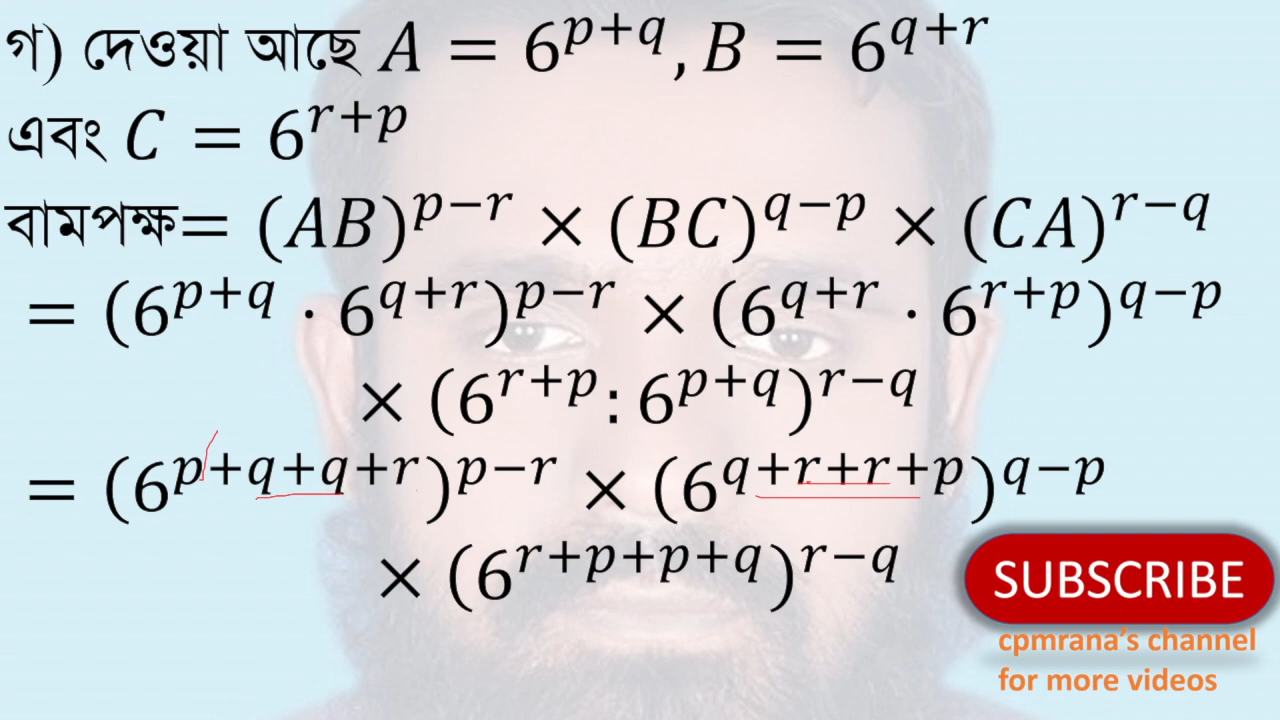 গ) দেওয়া আছে A = 6^{p+q}, B = 6^{q+r}
এবং C = 6^{r+p}
বামপক্ষ= (AB)^{p−r} × (BC)^{q−p} × (CA)^{r−q}
= (6^{p+q} · 6^{q+r})^{p−r} × (6^{q+r} · 6^{r+p})^{q−p}
× (6^{r+p} : 6^{p+q})^{r−q}
= (6^{p+q+q+r})^{p−r} × (6^{q+r+r+p})^{q−p}
× (6^{r+p+p+q})^{r−q}
SUBSCRIBE
cpmrana's channel
for more videos